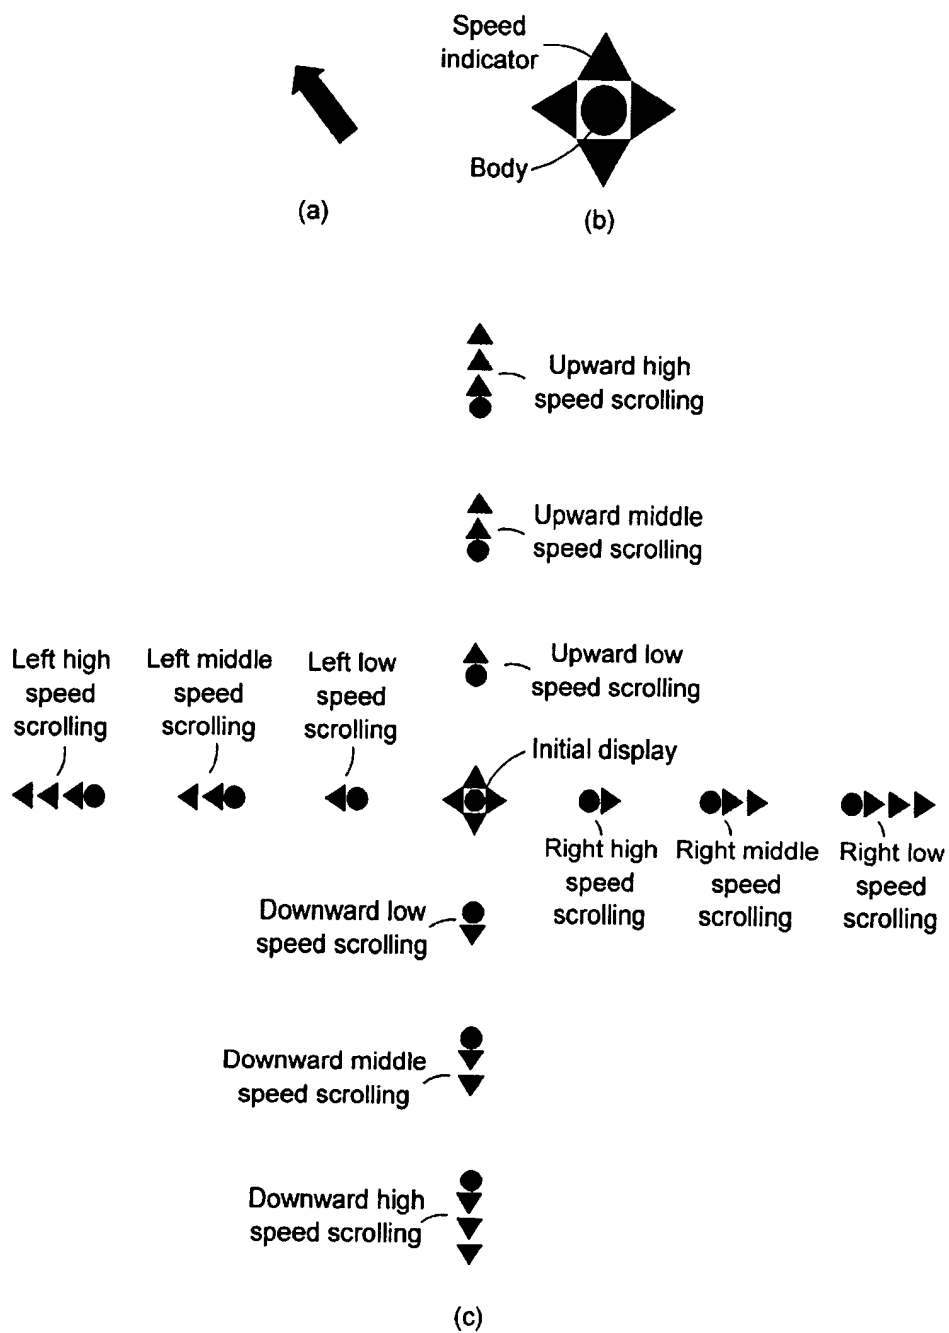 Speed
indicator
Body
(a)
(b)
Upward high
speed scrolling
Upward middle
speed scrolling
Upward low
speed scrolling
Left high
speed
scrolling
Left middle
speed
scrolling
Left low
speed
scrolling
Initial display
Right high
speed
scrolling
Right middle
speed
scrolling
Right low
speed
scrolling
Downward low
speed scrolling
Downward middle
speed scrolling
Downward high
speed scrolling
(c)